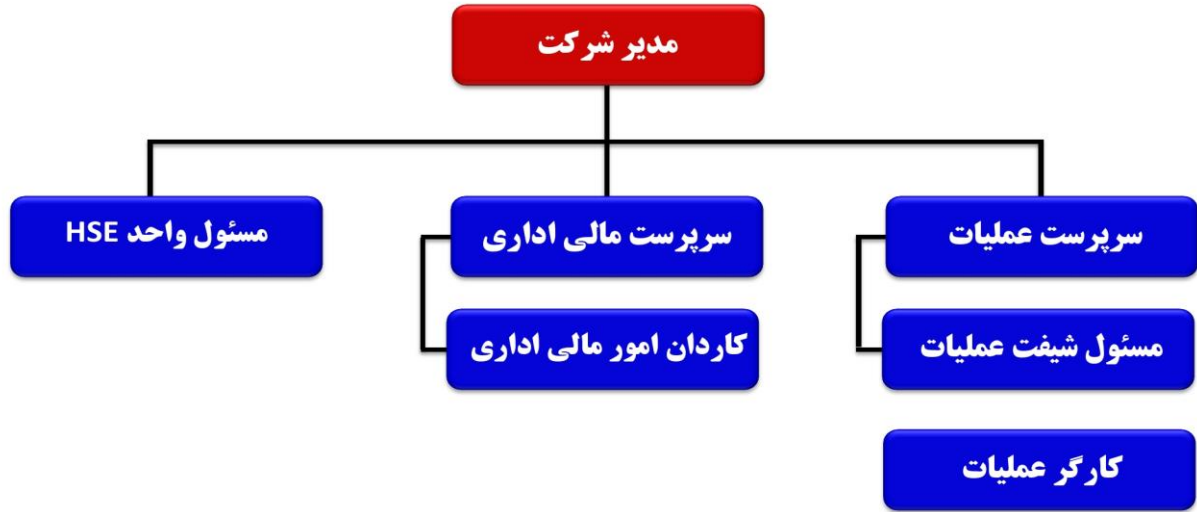 مدیر شرکت
سرپرست عملیات
سرپرست مالی اداری
مسئول واحد HSE
مسئول شیفت عملیات
کاردان امور مالی اداری
کارگر عملیات